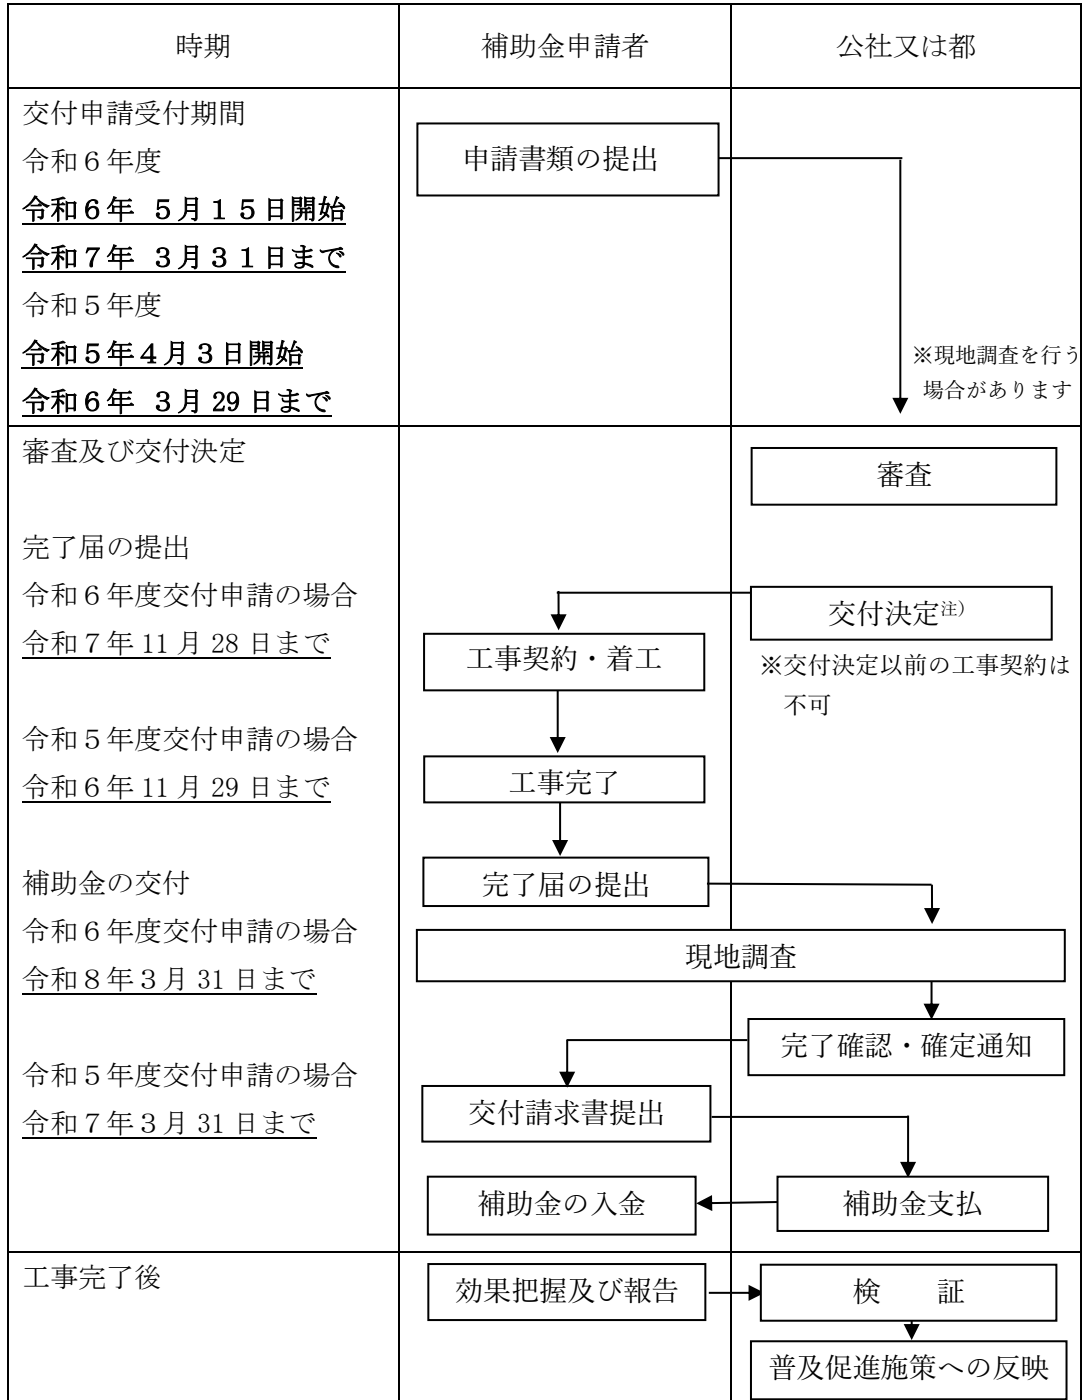 時期
補助金申請者
公社又は都
交付申請受付期間
令和６年度
令和６年 ５月１５日開始
令和７年 ３月３１日まで
令和５年度
令和５年４月３日開始
令和６年 ３月 29 日まで
申請書類の提出
※現地調査を行う
場合があります
審査及び交付決定
完了届の提出
令和６年度交付申請の場合
令和７年 11 月 28 日まで
令和５年度交付申請の場合
令和６年 11 月 29 日まで
補助金の交付
令和６年度交付申請の場合
令和８年３月 31 日まで
令和５年度交付申請の場合
令和７年３月 31 日まで
審査
交付決定注）
※交付決定以前の工事契約は
不可
工事契約・着工
工事完了
完了届の提出
現地調査
完了確認・確定通知
交付請求書提出
補助金の入金
補助金支払
工事完了後
効果把握及び報告
検　　証
普及促進施策への反映